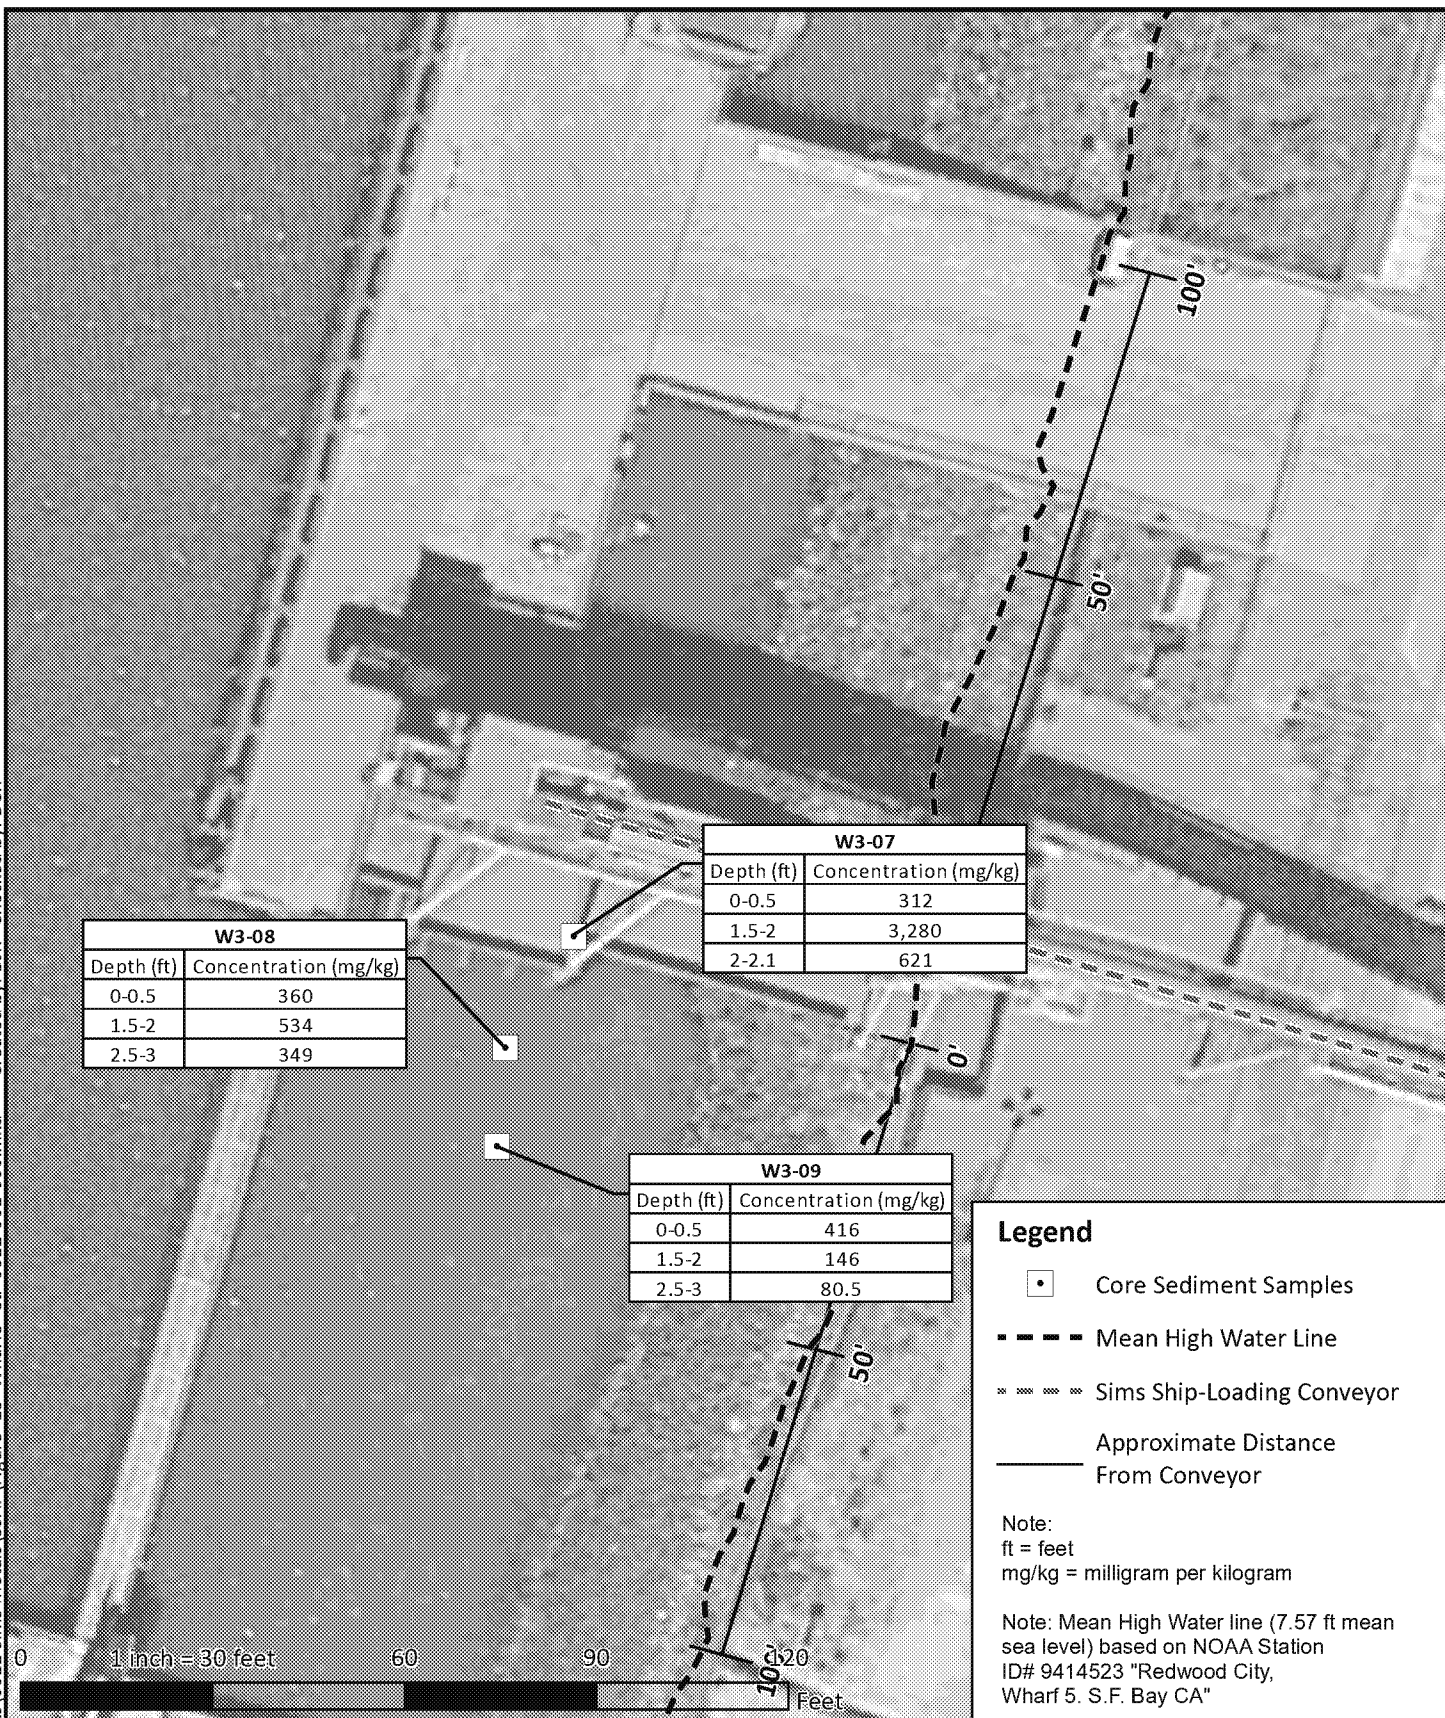 100'
50'
W3-07
Depth (ft) Concentration (mg/kg)
0-0.5 312
1.5-2 3,280
2-2.1 621
W3-08
Depth (ft) Concentration (mg/kg)
0-0.5 360
1.5-2 534
2.5-3 349
0'
W3-09
Depth (ft) Concentration (mg/kg)
0-0.5 416
1.5-2 146
2.5-3 80.5
50'
100'
Legend
Core Sediment Samples
Mean High Water Line
Sims Ship-Loading Conveyor
Approximate Distance
From Conveyor
Note:
ft = feet
mg/kg = milligram per kilogram
Note: Mean High Water line (7.57 ft mean
sea level) based on NOAA Station
ID# 9414523 "Redwood City,
Wharf 5. S.F. Bay CA"
0 1 inch = 30 feet 60 90 120
Feet